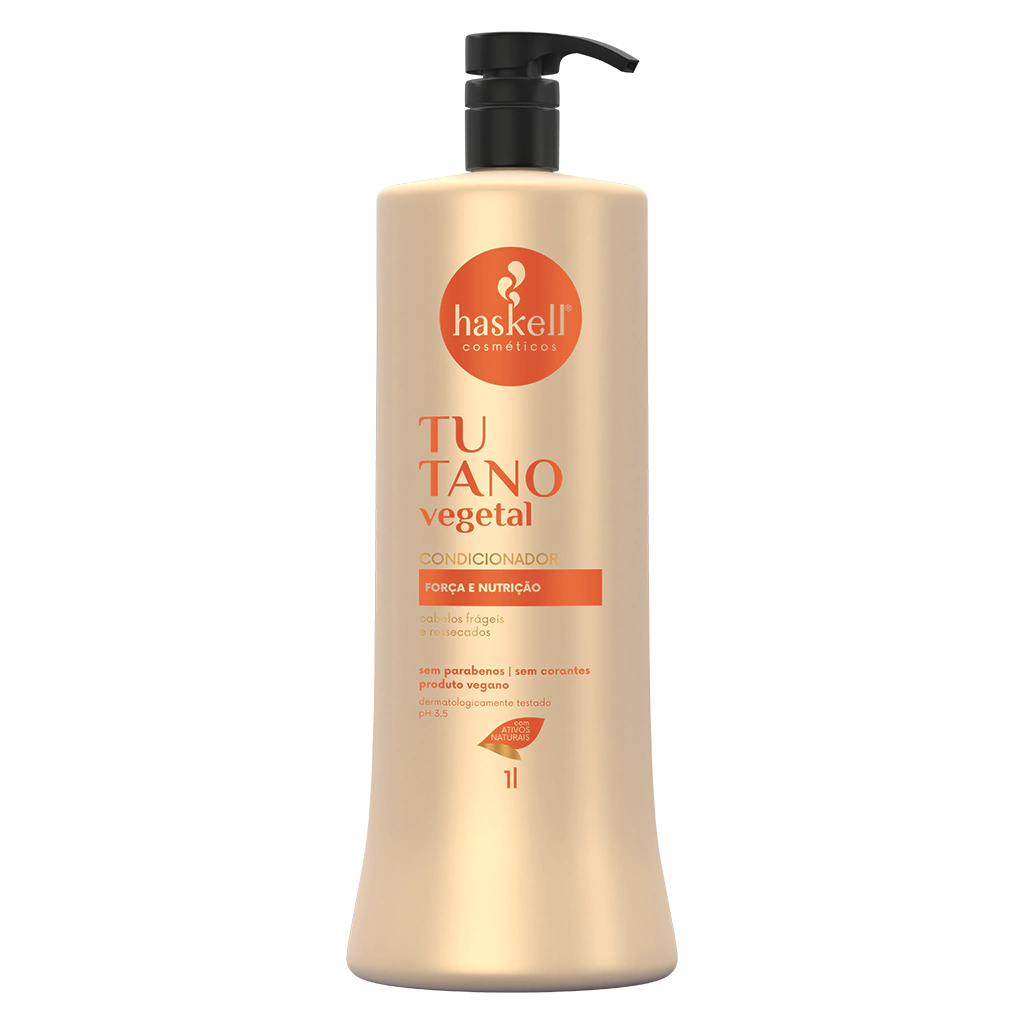 haskell®
cosméticos
TU
TANO
vegetal
CONDICIONADOR
FORÇA E NUTRIÇÃO
cabelos frágeis
e ressecados
sem parabenos | sem corantes
produto vegano
dermatologicamente testado
pH 3.5
com
ATIVOS
NATURAIS
1l